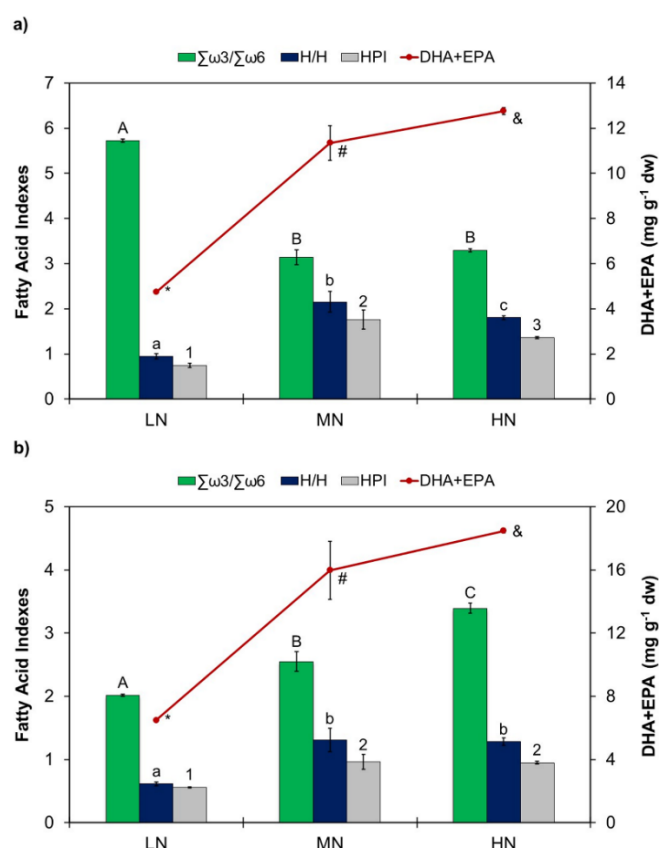 a)
∑ω3/∑ω6 H/H HPI DHA+EPA
7 14
6 12
5 10
4 8
3 6
2 4
1 2
0 0
A
a
1
*
B
b
2
#
B
c
3
&
Fatty Acid Indexes
DHA+EPA (mg g⁻¹ dw)
LN MN HN
b)
∑ω3/∑ω6 H/H HPI DHA+EPA
5 20
4 16
3 12
2 8
1 4
0 0
A
a
1
*
B
b
2
#
C
b
2
&
Fatty Acid Indexes
DHA+EPA (mg g⁻¹ dw)
LN MN HN